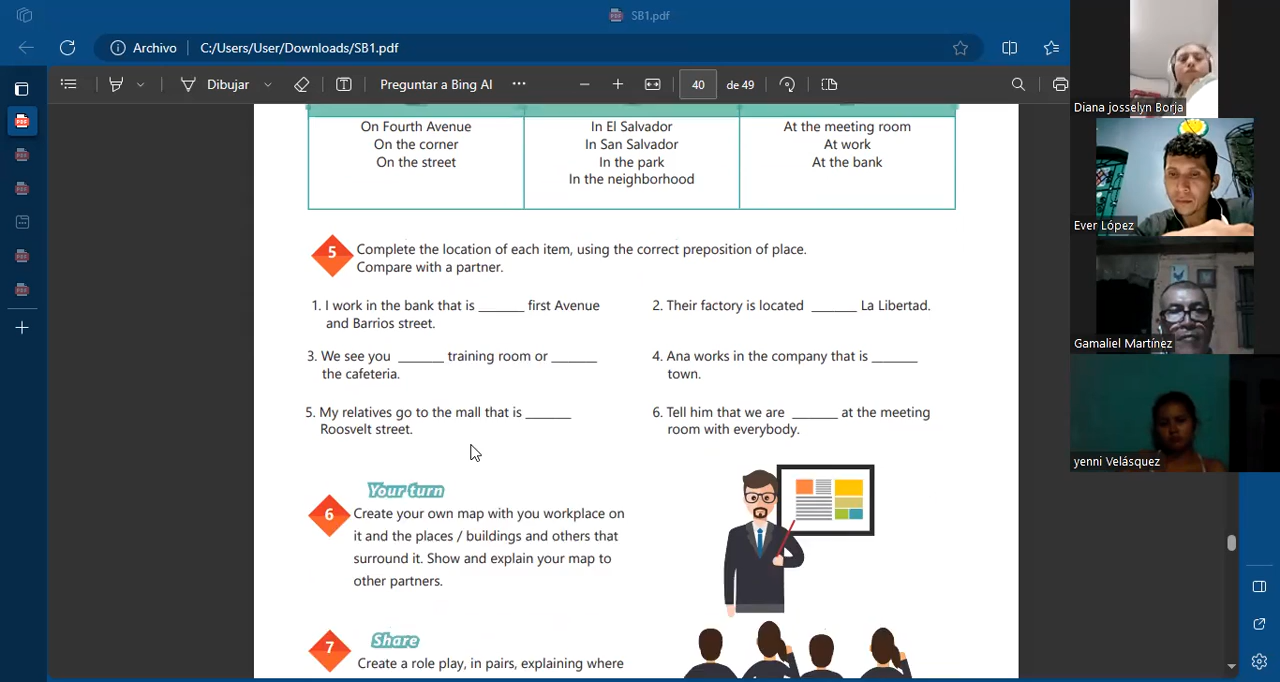 SB1.pdf
Archivo C:/Users/User/Downloads/SB1.pdf
Dibujar Preguntar a Bing AI 40 de 49
On Fourth Avenue
On the corner
On the street
In El Salvador
In San Salvador
In the park
In the neighborhood
At the meeting room
At work
At the bank
5 Complete the location of each item, using the correct preposition of place.
Compare with a partner.
1. I work in the bank that is ______ first Avenue
and Barrios street.
2. Their factory is located ______ La Libertad.
3. We see you ______ training room or ______
the cafeteria.
4. Ana works in the company that is ______
town.
5. My relatives go to the mall that is ______
Roosvelt street.
6. Tell him that we are ______ at the meeting
room with everybody.
Your turn
6 Create your own map with you workplace on
it and the places / buildings and others that
surround it. Show and explain your map to
other partners.
Share
7 Create a role play, in pairs, explaining where
Diana josselyn Borja
Ever López
Gamaliel Martínez
yenni Velásquez